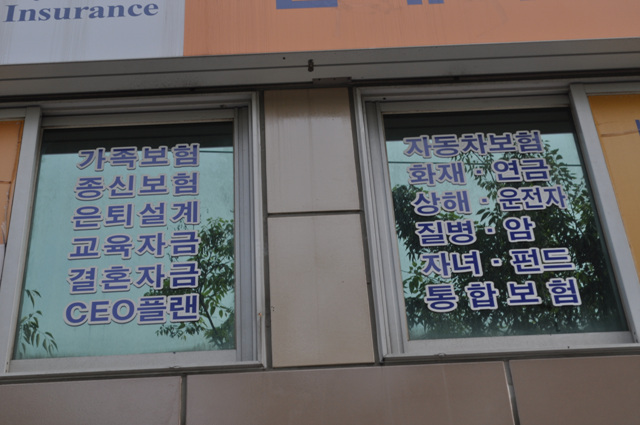 Insurance
가족보험
종신보험
은퇴설계
교육자금
결혼자금
CEO플랜
자동차보험
화재·연금
상해·운전자
질병·암
자녀·펀드
통합보험